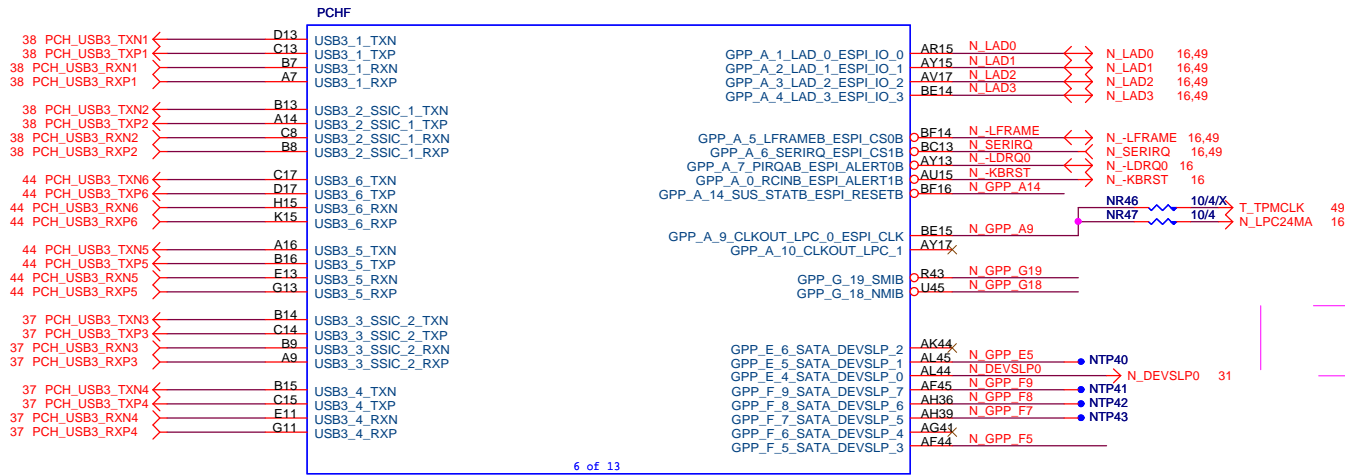 PCHF
38 PCH_USB3_TXN1 D13 USB3_1_TXN
38 PCH_USB3_TXP1 C13 USB3_1_TXP
38 PCH_USB3_RXN1 B7 USB3_1_RXN
38 PCH_USB3_RXP1 A7 USB3_1_RXP
38 PCH_USB3_TXN2 B13 USB3_2_SSIC_1_TXN
38 PCH_USB3_TXP2 A14 USB3_2_SSIC_1_TXP
38 PCH_USB3_RXN2 C8 USB3_2_SSIC_1_RXN
38 PCH_USB3_RXP2 B8 USB3_2_SSIC_1_RXP
44 PCH_USB3_TXN6 C17 USB3_6_TXN
44 PCH_USB3_TXP6 D17 USB3_6_TXP
44 PCH_USB3_RXN6 H15 USB3_6_RXN
44 PCH_USB3_RXP6 K15 USB3_6_RXP
44 PCH_USB3_TXN5 A16 USB3_5_TXN
44 PCH_USB3_TXP5 B16 USB3_5_TXP
44 PCH_USB3_RXN5 E13 USB3_5_RXN
44 PCH_USB3_RXP5 G13 USB3_5_RXP
37 PCH_USB3_TXN3 B14 USB3_3_SSIC_2_TXN
37 PCH_USB3_TXP3 C14 USB3_3_SSIC_2_TXP
37 PCH_USB3_RXN3 B9 USB3_3_SSIC_2_RXN
37 PCH_USB3_RXP3 A9 USB3_3_SSIC_2_RXP
37 PCH_USB3_TXN4 B15 USB3_4_TXN
37 PCH_USB3_TXP4 C15 USB3_4_TXP
37 PCH_USB3_RXN4 E11 USB3_4_RXN
37 PCH_USB3_RXP4 G11 USB3_4_RXP
GPP_A_1_LAD_0_ESPI_IO_0 AR15 N_LAD0 N_LAD0 16,49
GPP_A_2_LAD_1_ESPI_IO_1 AY15 N_LAD1 N_LAD1 16,49
GPP_A_3_LAD_2_ESPI_IO_2 AV17 N_LAD2 N_LAD2 16,49
GPP_A_4_LAD_3_ESPI_IO_3 BE14 N_LAD3 N_LAD3 16,49
GPP_A_5_LFRAMEB_ESPI_CS0B BF14 N_-LFRAME N_-LFRAME 16,49
GPP_A_6_SERIRQ_ESPI_CS1B BC13 N_SERIRQ N_SERIRQ 16,49
GPP_A_7_PIRQAB_ESPI_ALERT0B AY13 N_-LDRQ0 N_-LDRQ0 16
GPP_A_0_RCINB_ESPI_ALERT1B AU15 N_-KBRST N_-KBRST 16
GPP_A_14_SUS_STATB_ESPI_RESETB BF16 N_GPP_A14
NR46 10/4/X T_TPMCLK 49
NR47 10/4 N_LPC24MA 16
GPP_A_9_CLKOUT_LPC_0_ESPI_CLK BE15 N_GPP_A9
GPP_A_10_CLKOUT_LPC_1 AY17
GPP_G_19_SMIB R43 N_GPP_G19
GPP_G_18_NMIB U45 N_GPP_G18
GPP_E_6_SATA_DEVSLP_2 AK44
GPP_E_5_SATA_DEVSLP_1 AL45 N_GPP_E5 NTP40
GPP_E_4_SATA_DEVSLP_0 AL44 N_DEVSLP0 N_DEVSLP0 31
GPP_F_9_SATA_DEVSLP_7 AF45 N_GPP_F9 NTP41
GPP_F_8_SATA_DEVSLP_6 AH36 N_GPP_F8 NTP42
GPP_F_7_SATA_DEVSLP_5 AH39 N_GPP_F7 NTP43
GPP_F_6_SATA_DEVSLP_4 AG41
GPP_F_5_SATA_DEVSLP_3 AF44 N_GPP_F5
6 of 13